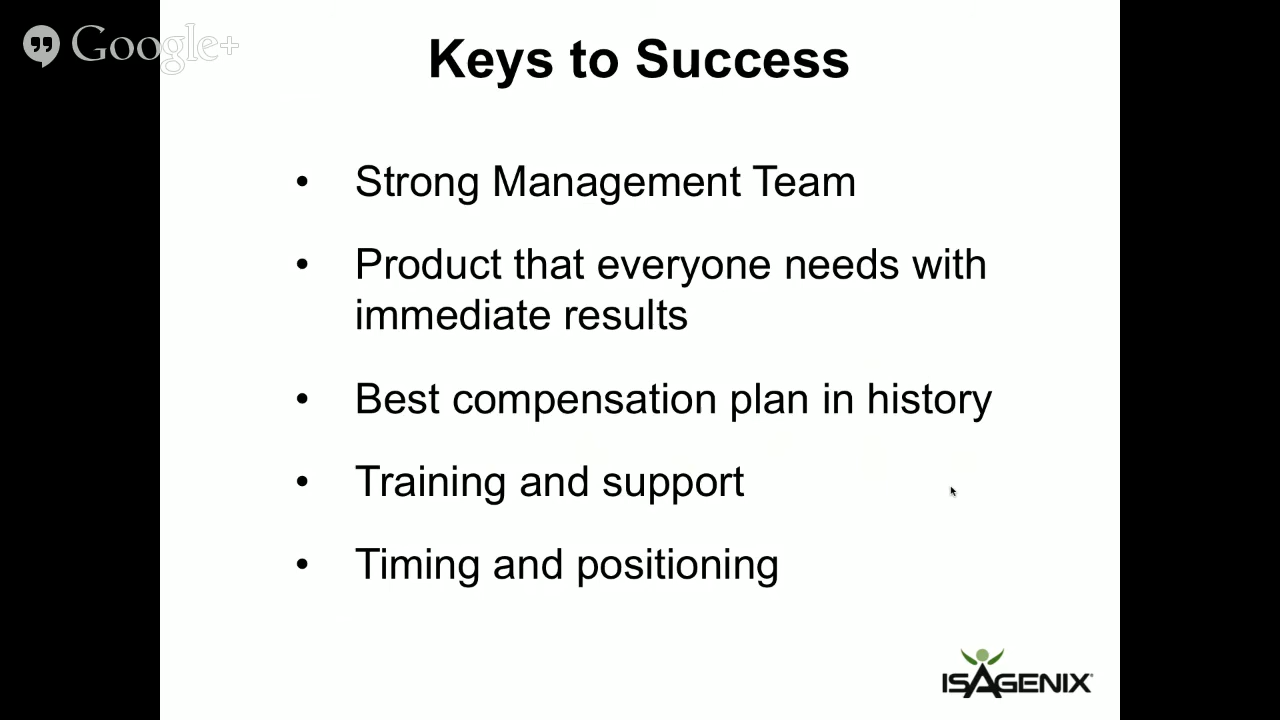 Google+
Keys to Success
• Strong Management Team
• Product that everyone needs with
immediate results
• Best compensation plan in history
• Training and support
• Timing and positioning
ISAGENIX